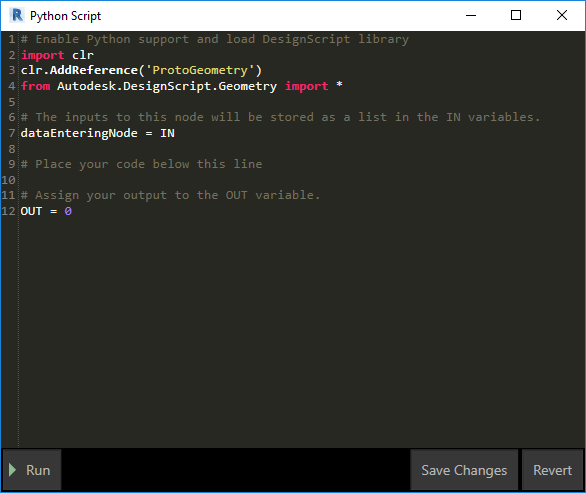 Python Script
1 # Enable Python support and load DesignScript library
2 import clr
3 clr.AddReference('ProtoGeometry')
4 from Autodesk.DesignScript.Geometry import *
5
6 # The inputs to this node will be stored as a list in the IN variables.
7 dataEnteringNode = IN
8
9 # Place your code below this line
10
11 # Assign your output to the OUT variable.
12 OUT = 0
Run Save Changes Revert